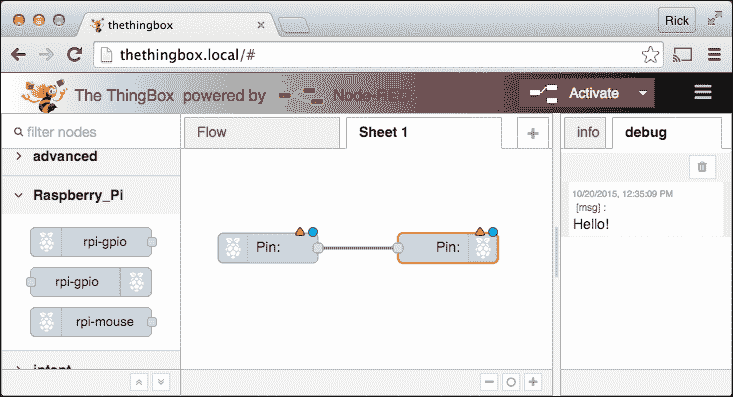 thethingbox
Rick
thethingbox.local/#
The ThingBox powered by Node-RED
Activate
filter nodes
Flow
Sheet 1
info
debug
advanced
Raspberry_Pi
rpi-gpio
rpi-gpio
rpi-mouse
Pin:
Pin:
10/20/2015, 12:35:09 PM
[msg] :
Hello!